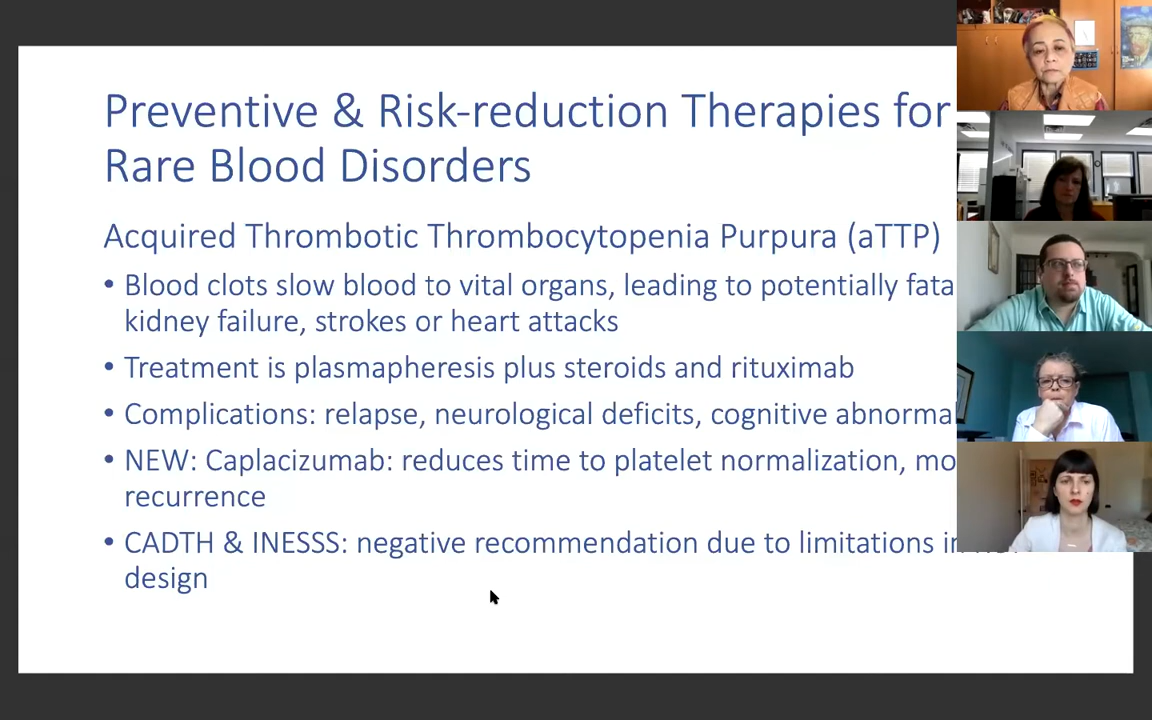 Preventive & Risk-reduction Therapies for
Rare Blood Disorders
Acquired Thrombotic Thrombocytopenia Purpura (aTTP)
• Blood clots slow blood to vital organs, leading to potentially fata
kidney failure, strokes or heart attacks
• Treatment is plasmapheresis plus steroids and rituximab
• Complications: relapse, neurological deficits, cognitive abnorma
• NEW: Caplacizumab: reduces time to platelet normalization, mo
recurrence
• CADTH & INESSS: negative recommendation due to limitations i
design